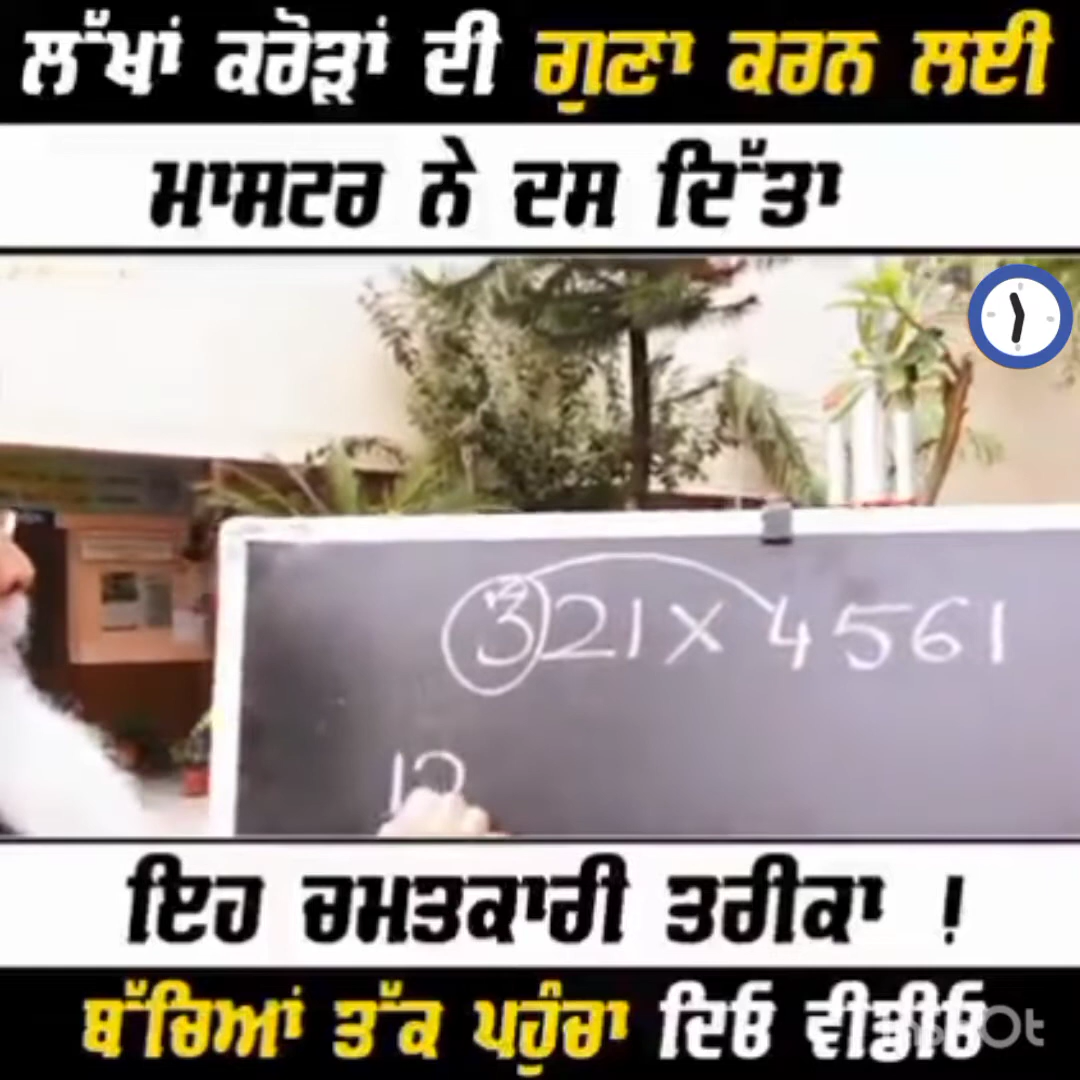 ਲੱਖਾਂ ਕਰੋੜਾਂ ਦੀ ਗੁਣਾ ਕਰਨ ਲਈ
ਮਾਸਟਰ ਨੇ ਦਸ ਦਿੱਤਾ
321 × 4561
12
ਇਹ ਚਮਤਕਾਰੀ ਤਰੀਕਾ !
ਬੱਚਿਆਂ ਤੱਕ ਪਹੁੰਚਾ ਦਿਓ ਵੀਡੀਓ